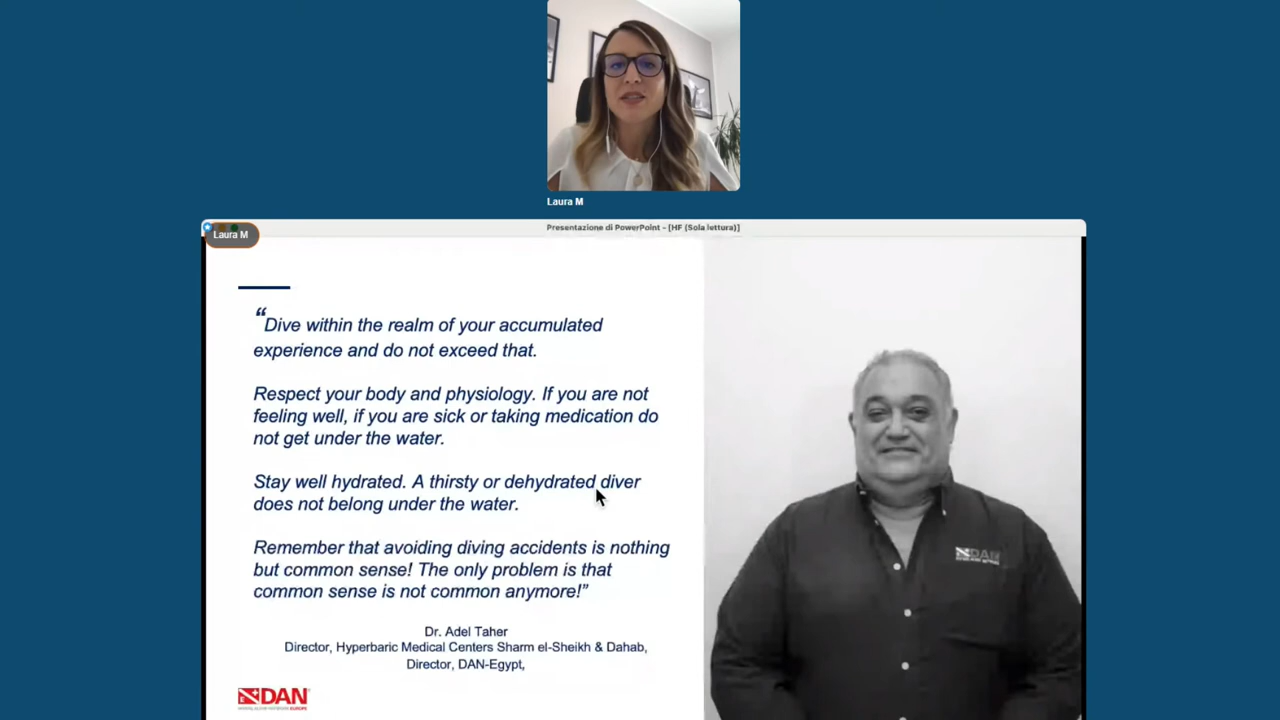 Laura M
Presentazione di PowerPoint - [HF (Sola lettura)]
Laura M
“Dive within the realm of your accumulated
experience and do not exceed that.
Respect your body and physiology. If you are not
feeling well, if you are sick or taking medication do
not get under the water.
Stay well hydrated. A thirsty or dehydrated diver
does not belong under the water.
Remember that avoiding diving accidents is nothing
but common sense! The only problem is that
common sense is not common anymore!”
Dr. Adel Taher
Director, Hyperbaric Medical Centers Sharm el-Sheikh & Dahab,
Director, DAN-Egypt,
DAN
DAN